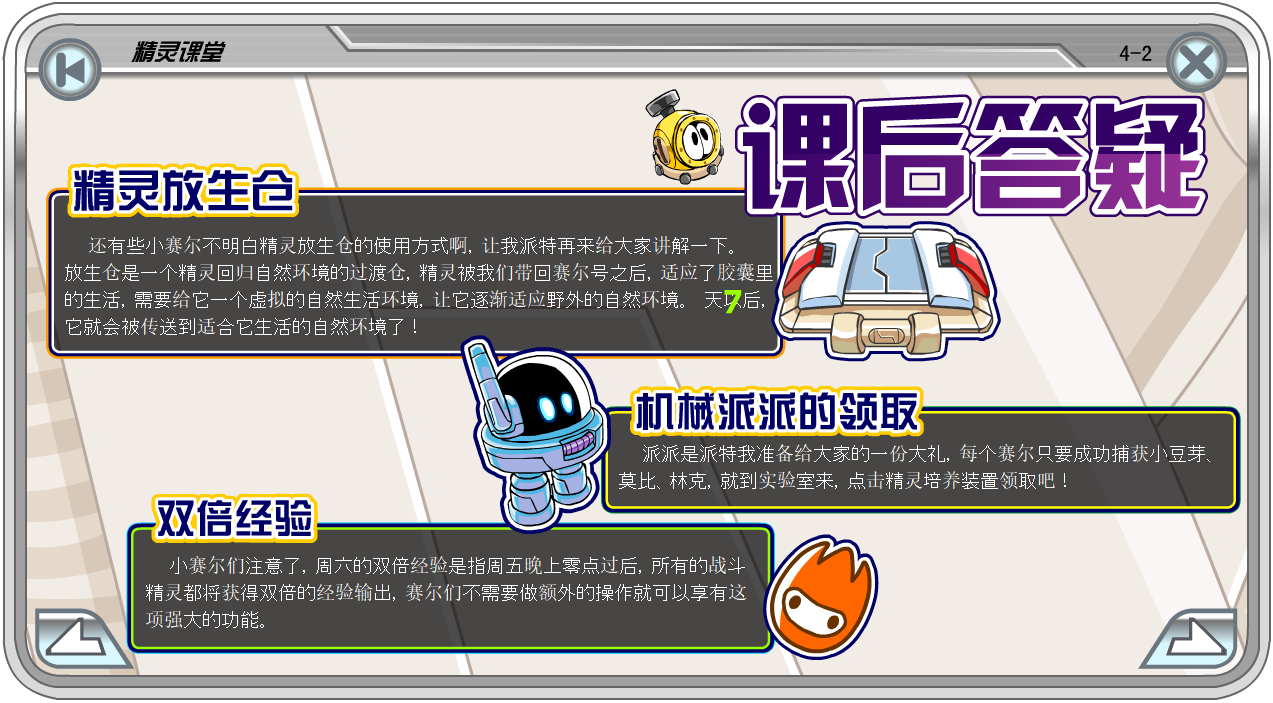 精灵课堂
4-2
课后答疑
精灵放生仓
还有些小赛尔不明白精灵放生仓的使用方式啊, 让我派特再来给大家讲解一下。
放生仓是一个精灵回归自然环境的过渡仓, 精灵被我们带回赛尔号之后, 适应了胶囊里
的生活, 需要给它一个虚拟的自然生活环境, 让它逐渐适应野外的自然环境。 7天以后,
它就会被传送到适合它生活的自然环境了！
机械派派的领取
派派是派特我准备给大家的一份大礼, 每个赛尔只要成功捕获小豆芽、
莫比、林克, 就到实验室来, 点击精灵培养装置领取吧！
双倍经验
小赛尔们注意了, 周六的双倍经验是指周五晚上零点过后, 所有的战斗
精灵都将获得双倍的经验输出, 赛尔们不需要做额外的操作就可以享有这
项强大的功能。